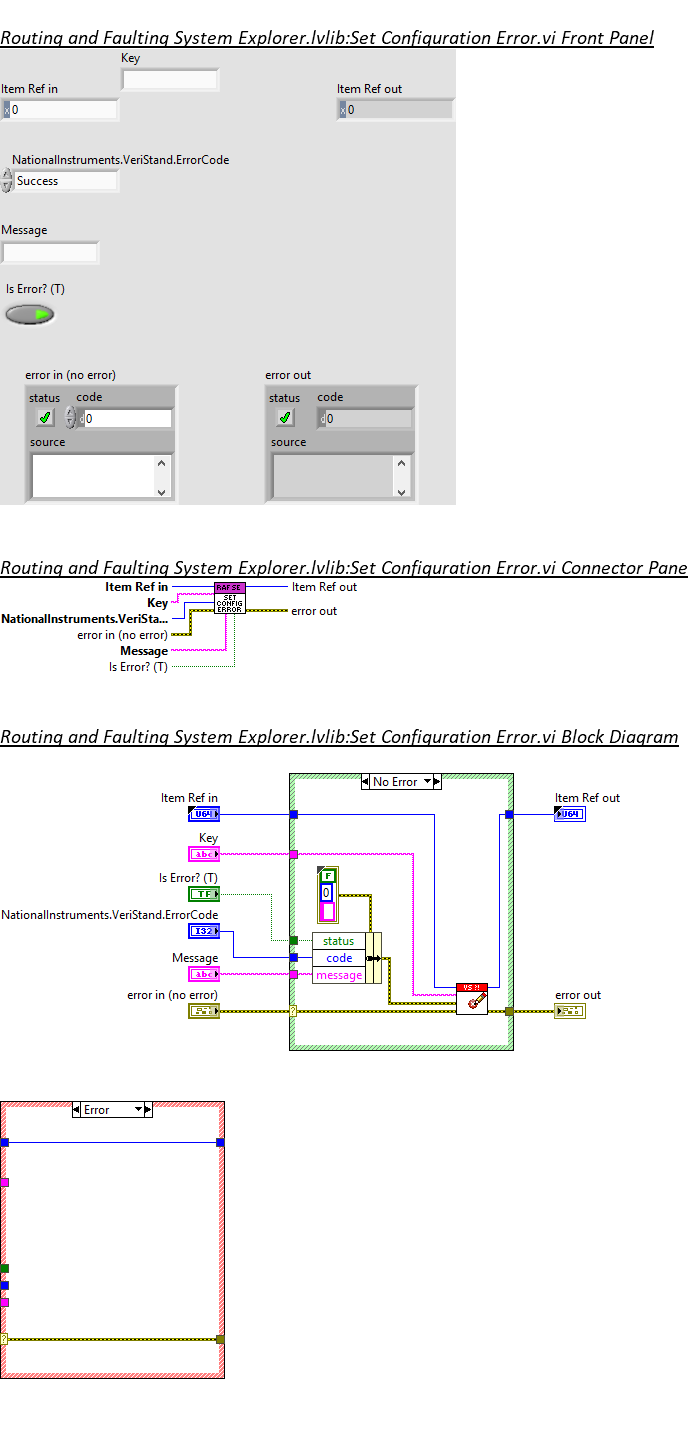 Routing and Faulting System Explorer.lvlib:Set Configuration Error.vi Front Panel
Key
Item Ref in
Item Ref out
x 0
x 0
NationalInstruments.VeriStand.ErrorCode
Success
Message
Is Error? (T)
error in (no error)
error out
status code
status code
0
d 0
source
source
Routing and Faulting System Explorer.lvlib:Set Configuration Error.vi Connector Pane
Item Ref in
RAF SE
Item Ref out
Key
SET
CONFIG
ERROR
NationalInstruments.VeriSta...
error out
error in (no error)
Message
Is Error? (T)
Routing and Faulting System Explorer.lvlib:Set Configuration Error.vi Block Diagram
No Error
Item Ref in
Item Ref out
U64
U64
Key
abc
Is Error? (T)
F
TF
0
NationalInstruments.VeriStand.ErrorCode
I32
status
code
message
Message
abc
VS ?!
error in (no error)
error out
?
Error
?